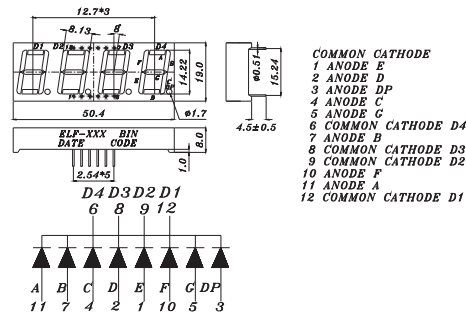 12.7*3
8.13 8
D1 D2 D3 D4
A
F B
G
E C
D
14.22
19.0
50.4
ø1.7
ø0.51
15.24
4.5±0.5
ELF-XXX BIN
DATE CODE
8.0
1.0
2.54*5
COMMON CATHODE
1 ANODE E
2 ANODE D
3 ANODE DP
4 ANODE C
5 ANODE G
6 COMMON CATHODE D4
7 ANODE B
8 COMMON CATHODE D3
9 COMMON CATHODE D2
10 ANODE F
11 ANODE A
12 COMMON CATHODE D1
D4 D3 D2 D1
6 8 9 12
A B C D E F G DP
11 7 4 2 1 10 5 3